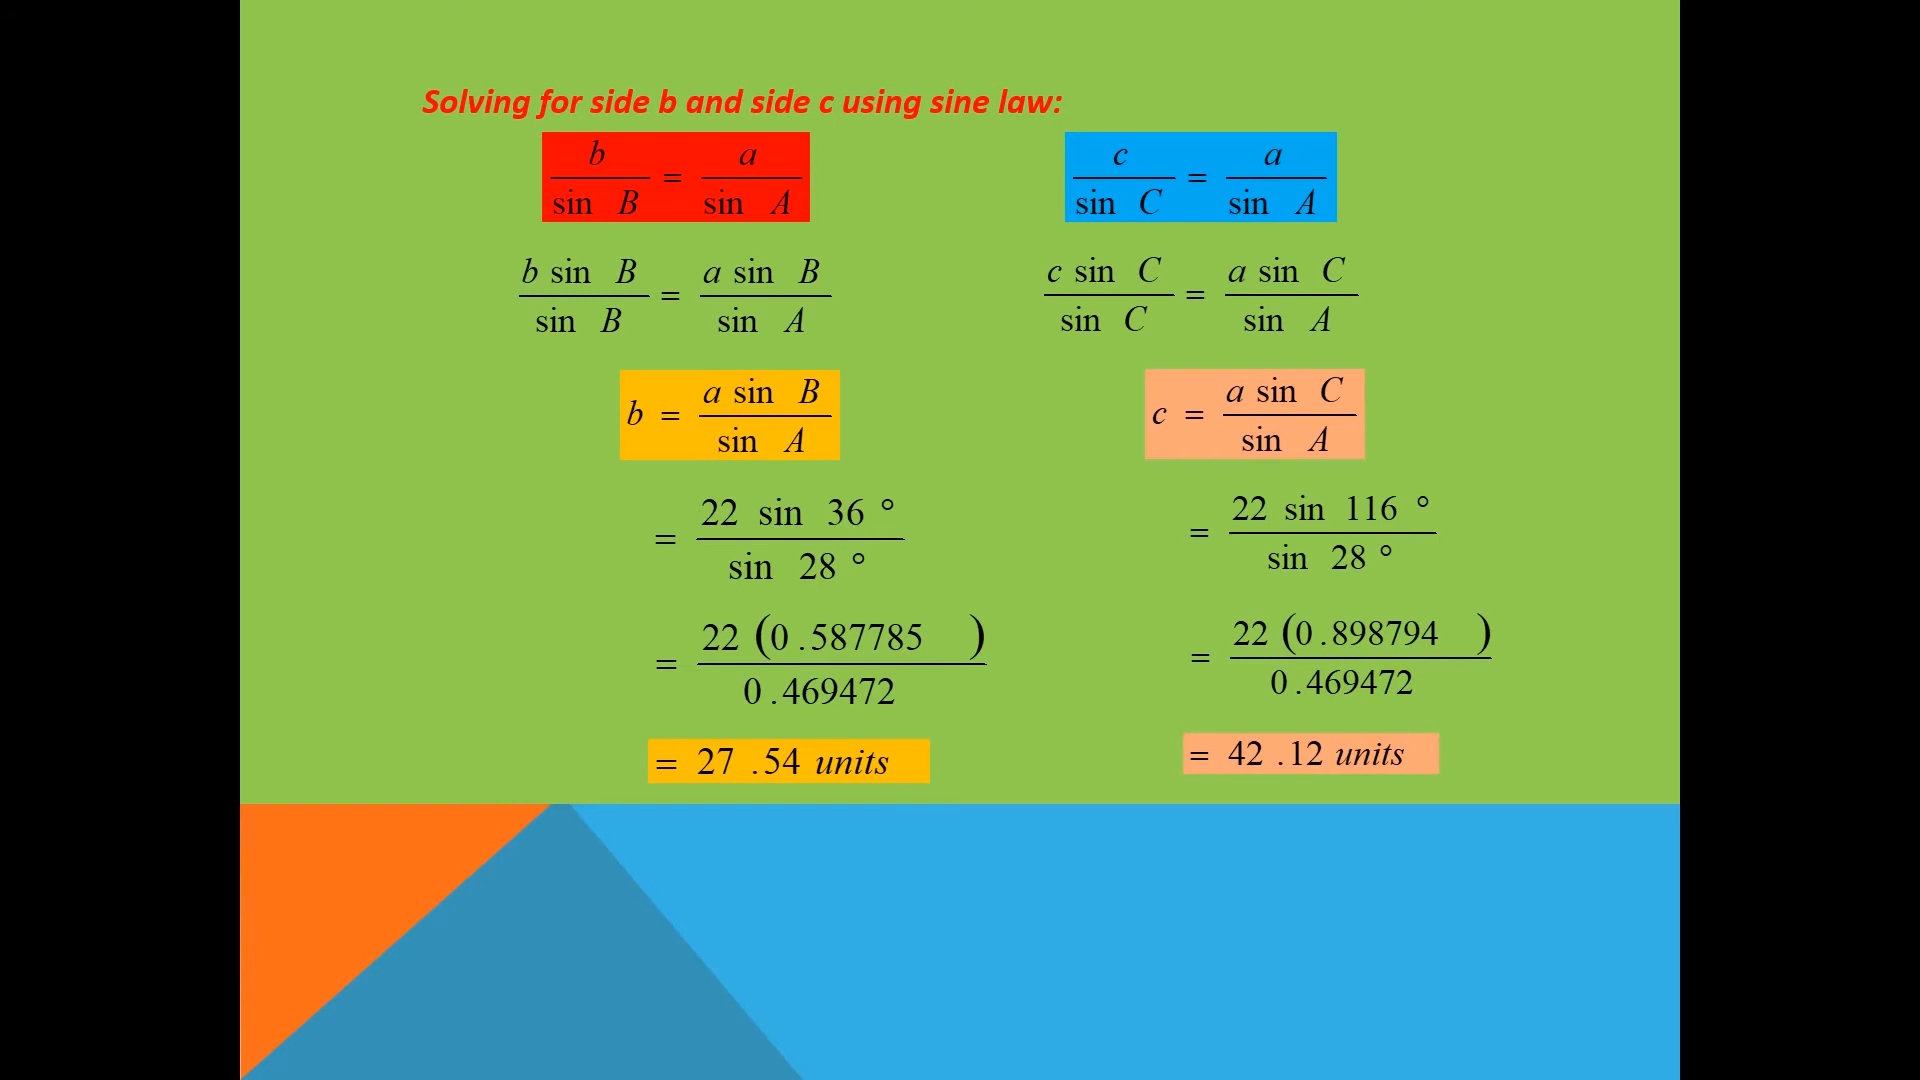 Solving for side b and side c using sine law:
b / sin B = a / sin A
b sin B / sin B = a sin B / sin A
b = a sin B / sin A
= 22 sin 36 ° / sin 28 °
= 22 (0.587785) / 0.469472
= 27.54 units
c / sin C = a / sin A
c sin C / sin C = a sin C / sin A
c = a sin C / sin A
= 22 sin 116 ° / sin 28 °
= 22 (0.898794) / 0.469472
= 42.12 units